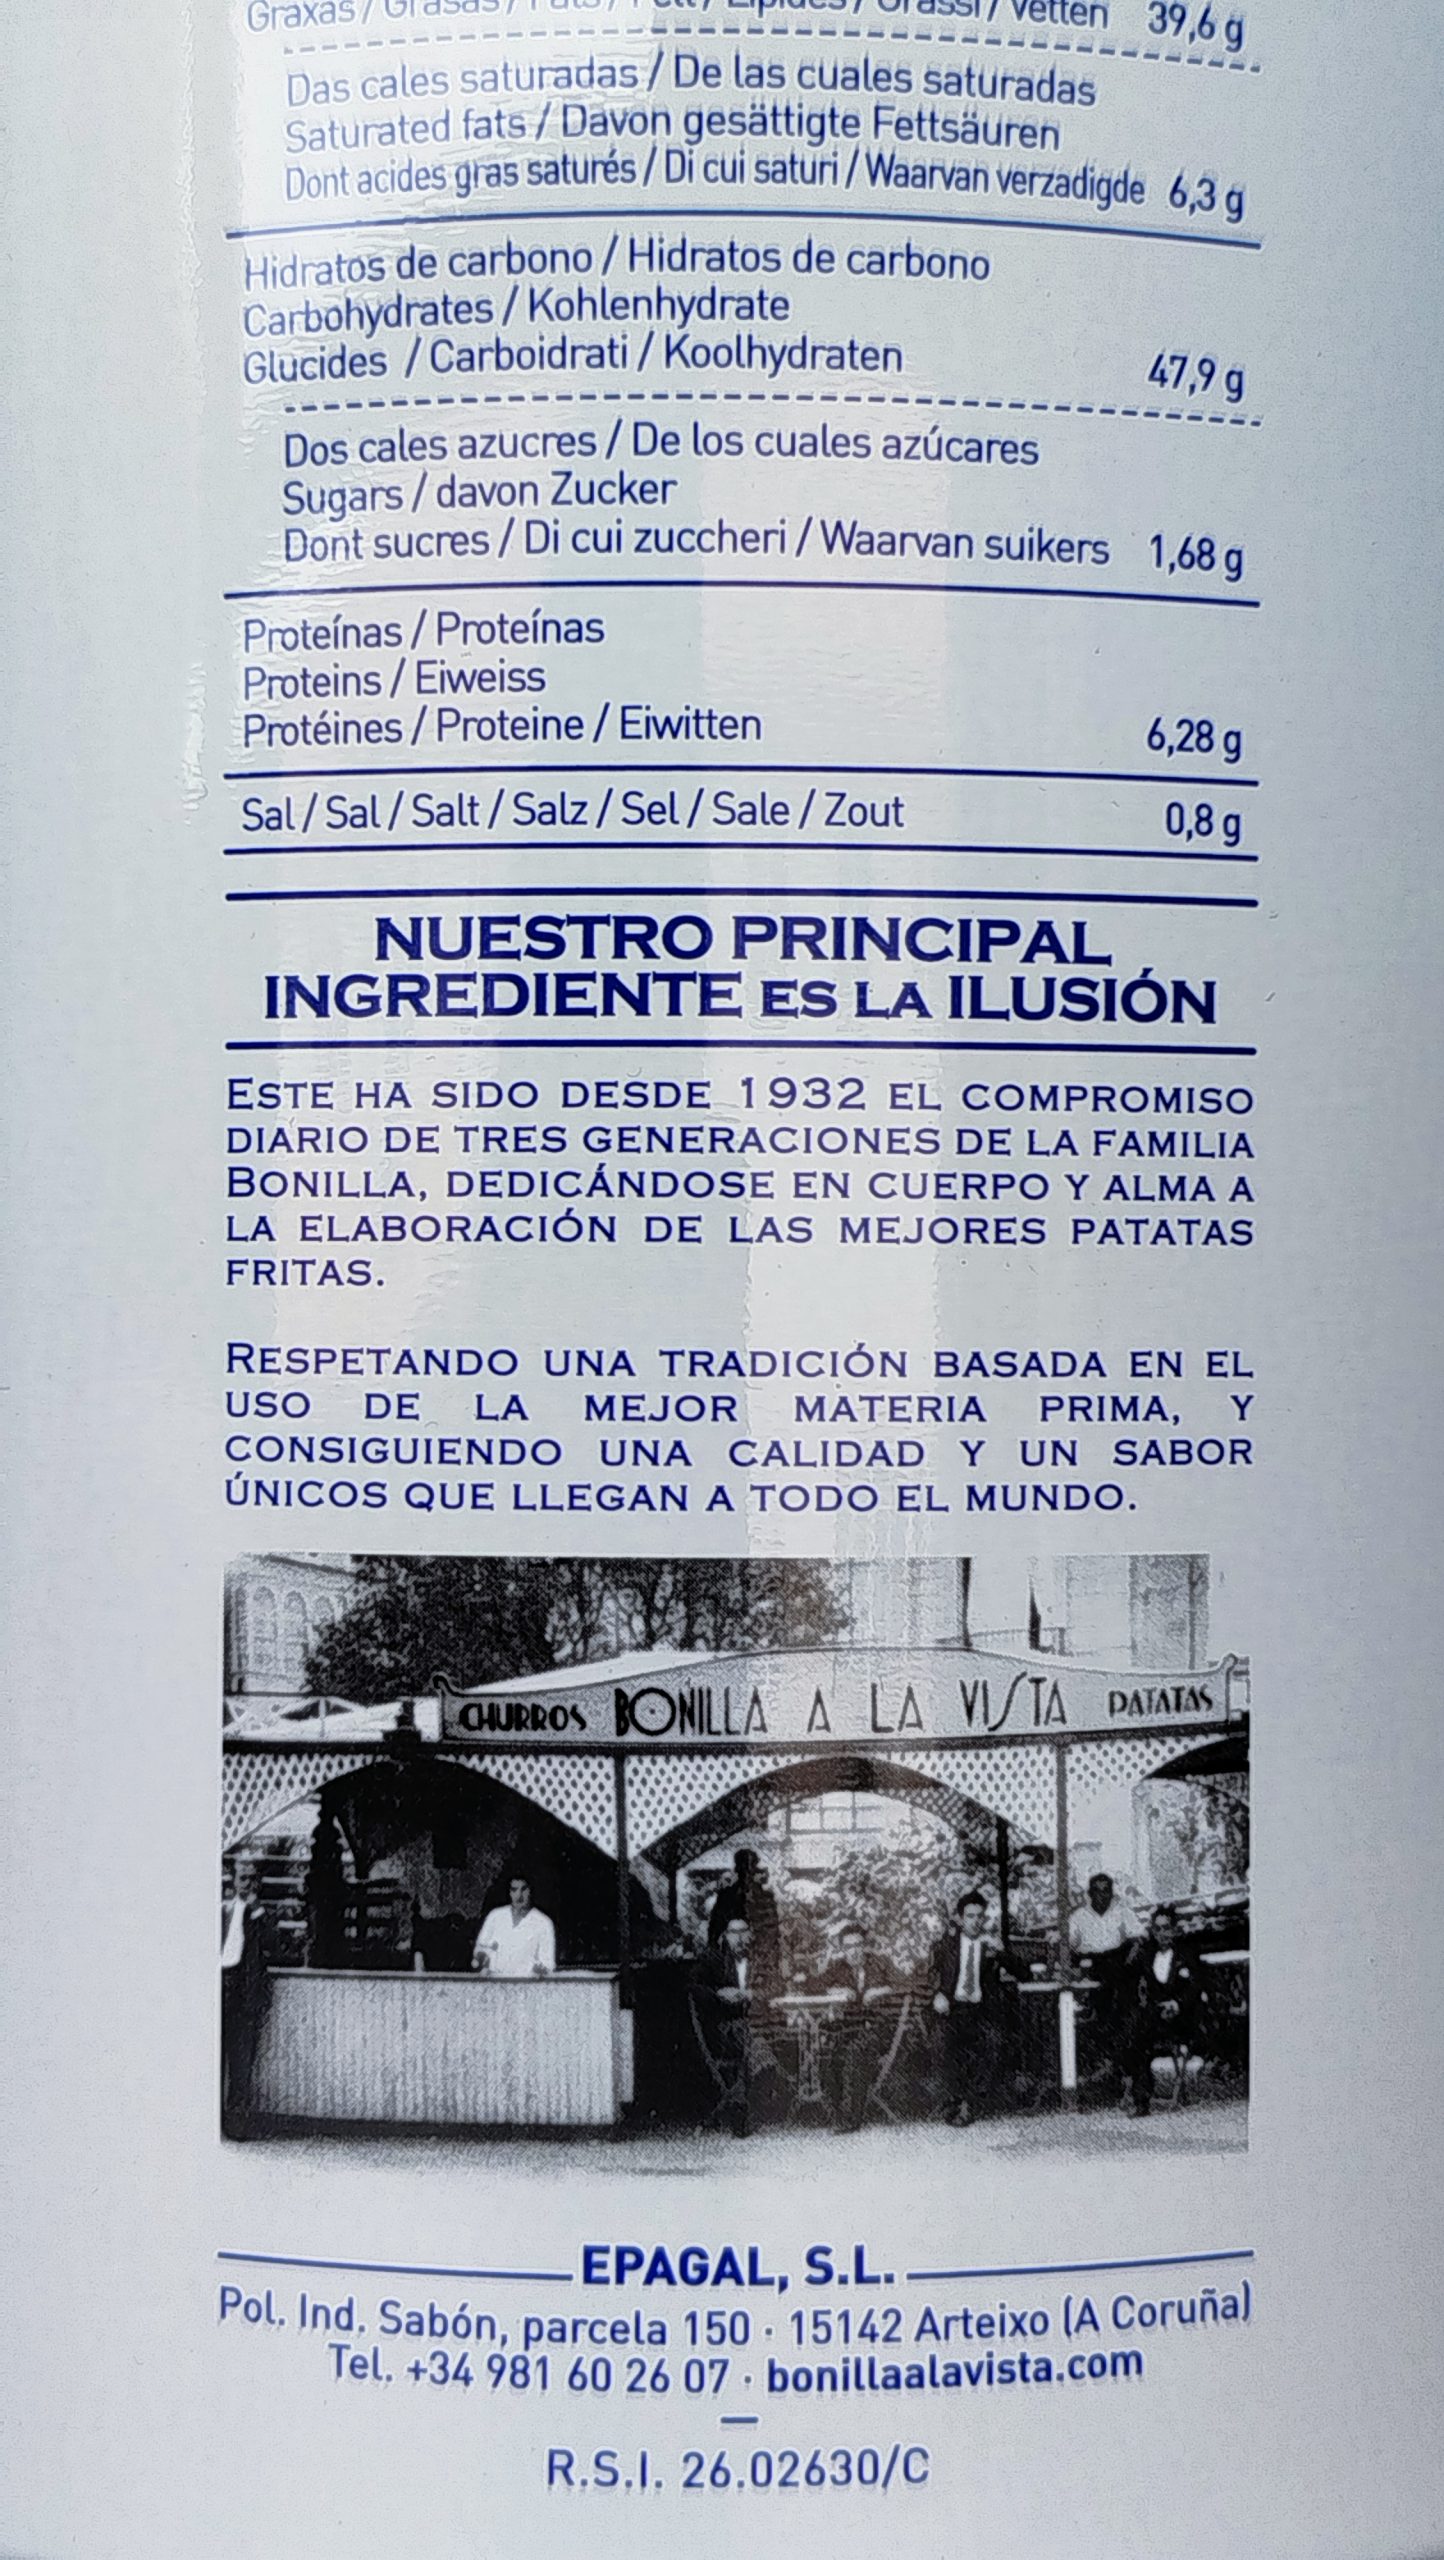 Graxas / Grasas / Fats / Fett / Lipides / Grassi / Vetten 39,6 g
Das cales saturadas / De las cuales saturadas
Saturated fats / Davon gesättigte Fettsäuren
Dont acides gras saturés / Di cui saturi / Waarvan verzadigde 6,3 g
Hidratos de carbono / Hidratos de carbono
Carbohydrates / Kohlenhydrate
Glucides / Carboidrati / Koolhydraten 47,9 g
Dos cales azucres / De los cuales azúcares
Sugars / davon Zucker
Dont sucres / Di cui zuccheri / Waarvan suikers 1,68 g
Proteínas / Proteínas
Proteins / Eiweiss
Protéines / Proteine / Eiwitten 6,28 g
Sal / Sal / Salt / Salz / Sel / Sale / Zout 0,8 g
NUESTRO PRINCIPAL
INGREDIENTE ES LA ILUSIÓN
ESTE HA SIDO DESDE 1932 EL COMPROMISO
DIARIO DE TRES GENERACIONES DE LA FAMILIA
BONILLA, DEDICÁNDOSE EN CUERPO Y ALMA A
LA ELABORACIÓN DE LAS MEJORES PATATAS
FRITAS.
RESPETANDO UNA TRADICIÓN BASADA EN EL
USO DE LA MEJOR MATERIA PRIMA, Y
CONSIGUIENDO UNA CALIDAD Y UN SABOR
ÚNICOS QUE LLEGAN A TODO EL MUNDO.
CHURROS BONILLA A LA VISTA PATATAS
EPAGAL, S.L.
Pol. Ind. Sabón, parcela 150 · 15142 Arteixo (A Coruña)
Tel. +34 981 60 26 07 · bonillaalavista.com
R.S.I. 26.02630/C